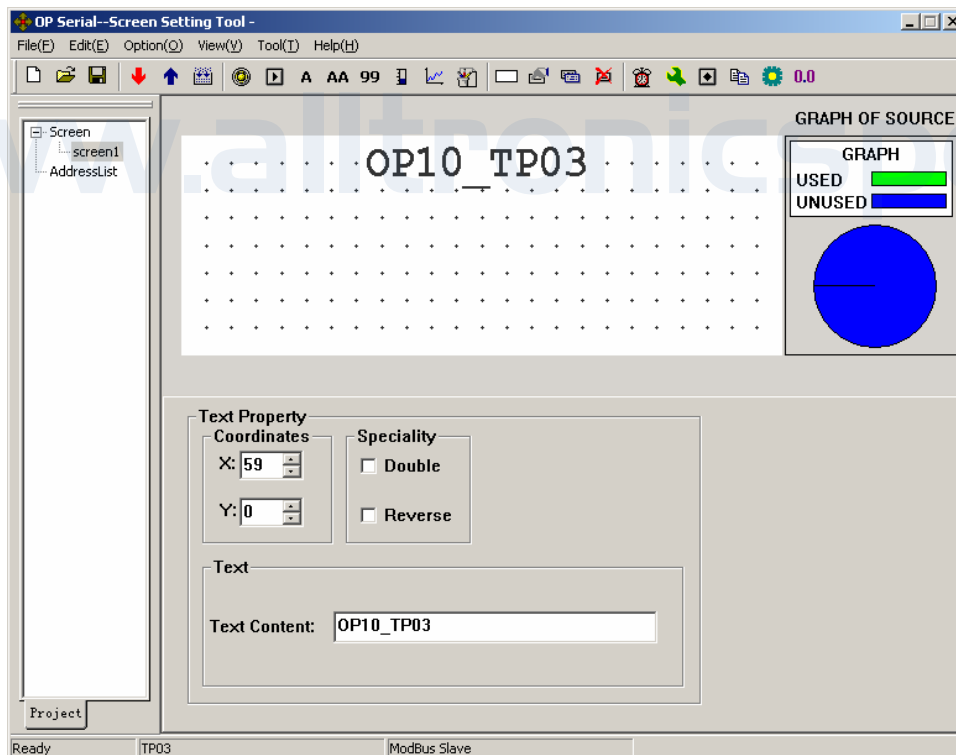 OP Serial--Screen Setting Tool -
File(F) Edit(E) Option(O) View(V) Tool(T) Help(H)
A AA 99 0.0
Screen
screen1
AddressList
OP10_TP03
GRAPH OF SOURCE
GRAPH
USED
UNUSED
www.alltronicsp
Text Property
Coordinates
X: 59
Y: 0
Speciality
Double
Reverse
Text
Text Content: OP10_TP03
Project
Ready TP03 ModBus Slave